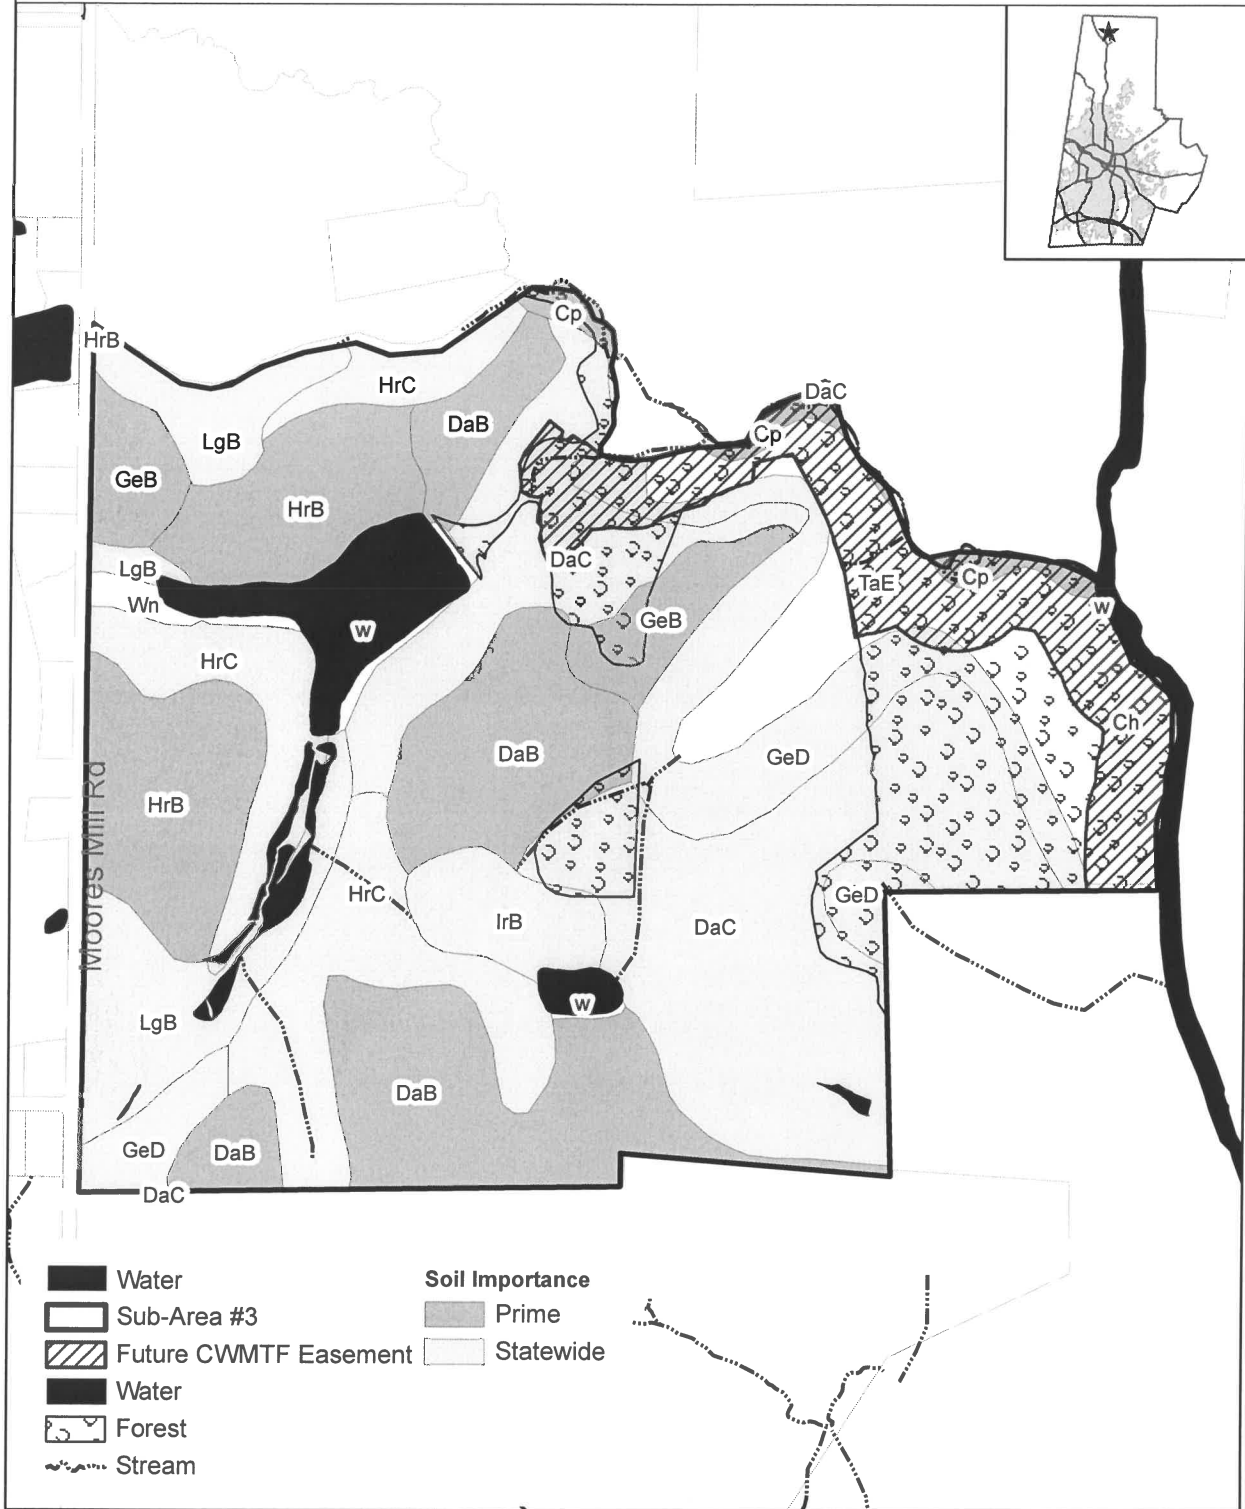 Cp
HrB
HrC
DaC
DaB
Cp
LgB
GeB
HrB
DaC
LgB
TaE
Cp
Wn
W
GeB
W
HrC
Ch
DaB
GeD
HrB
Moores Mill Rd
HrC
GeD
IrB
DaC
W
LgB
DaB
GeD
DaB
DaC
Water
Soil Importance
Sub-Area #3
Prime
Future CWMTF Easement
Statewide
Water
Forest
Stream